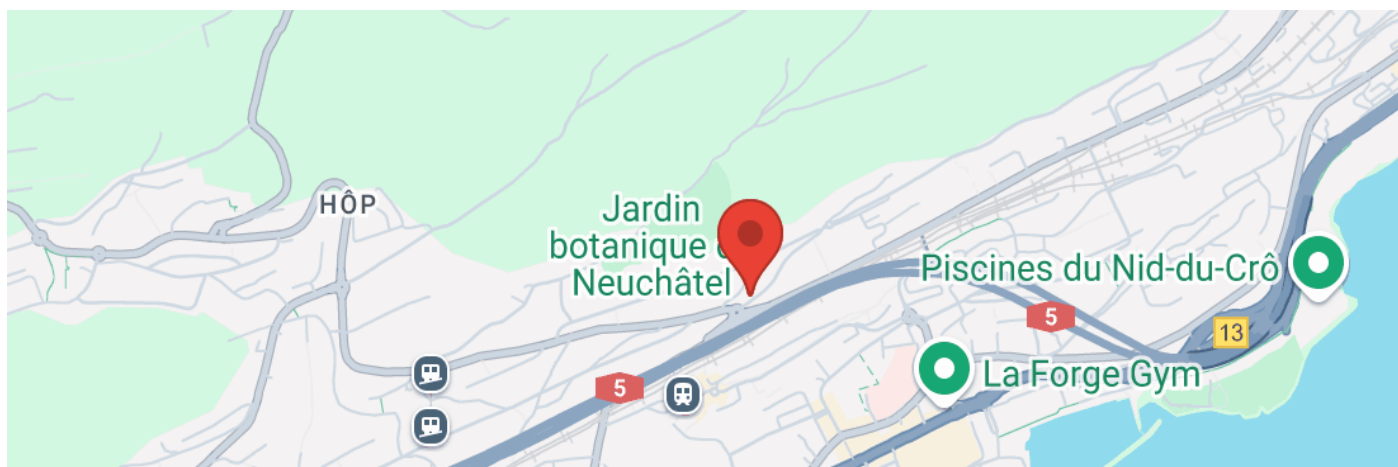 HÔP
Jardin
botanique d
Neuchâtel
Piscines du Nid-du-Crô
5
13
La Forge Gym
5